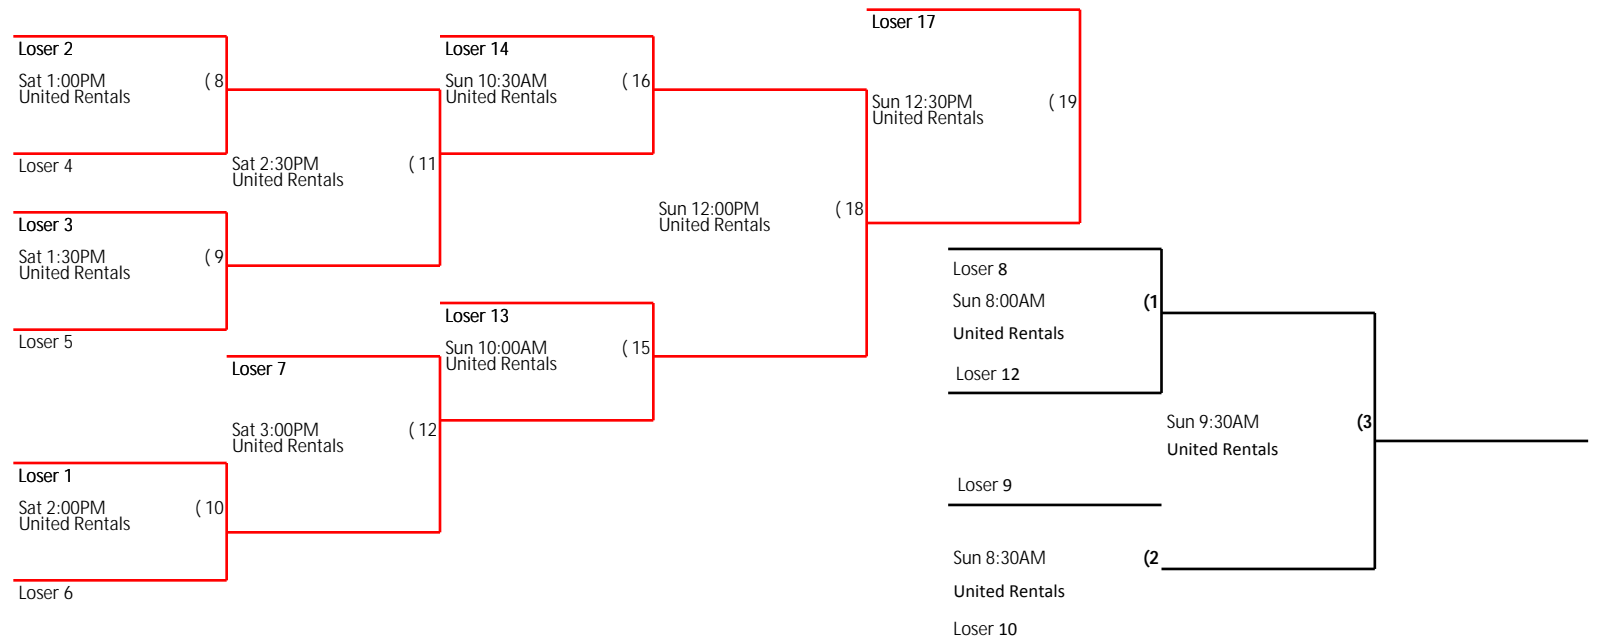 Loser 17
Loser 2
Loser 14
Sat 1:00PM ( 8
United Rentals
Sun 10:30AM ( 16
United Rentals
Sun 12:30PM ( 19
United Rentals
Loser 4
Sat 2:30PM ( 11
United Rentals
Loser 3
Sun 12:00PM ( 18
United Rentals
Sat 1:30PM ( 9
United Rentals
Loser 8
Sun 8:00AM (1
United Rentals
Loser 13
Loser 5
Sun 10:00AM ( 15
United Rentals
Loser 7
Loser 12
Sat 3:00PM ( 12
United Rentals
Sun 9:30AM (3
United Rentals
Loser 1
Loser 9
Sat 2:00PM ( 10
United Rentals
Sun 8:30AM (2
United Rentals
Loser 6
Loser 10